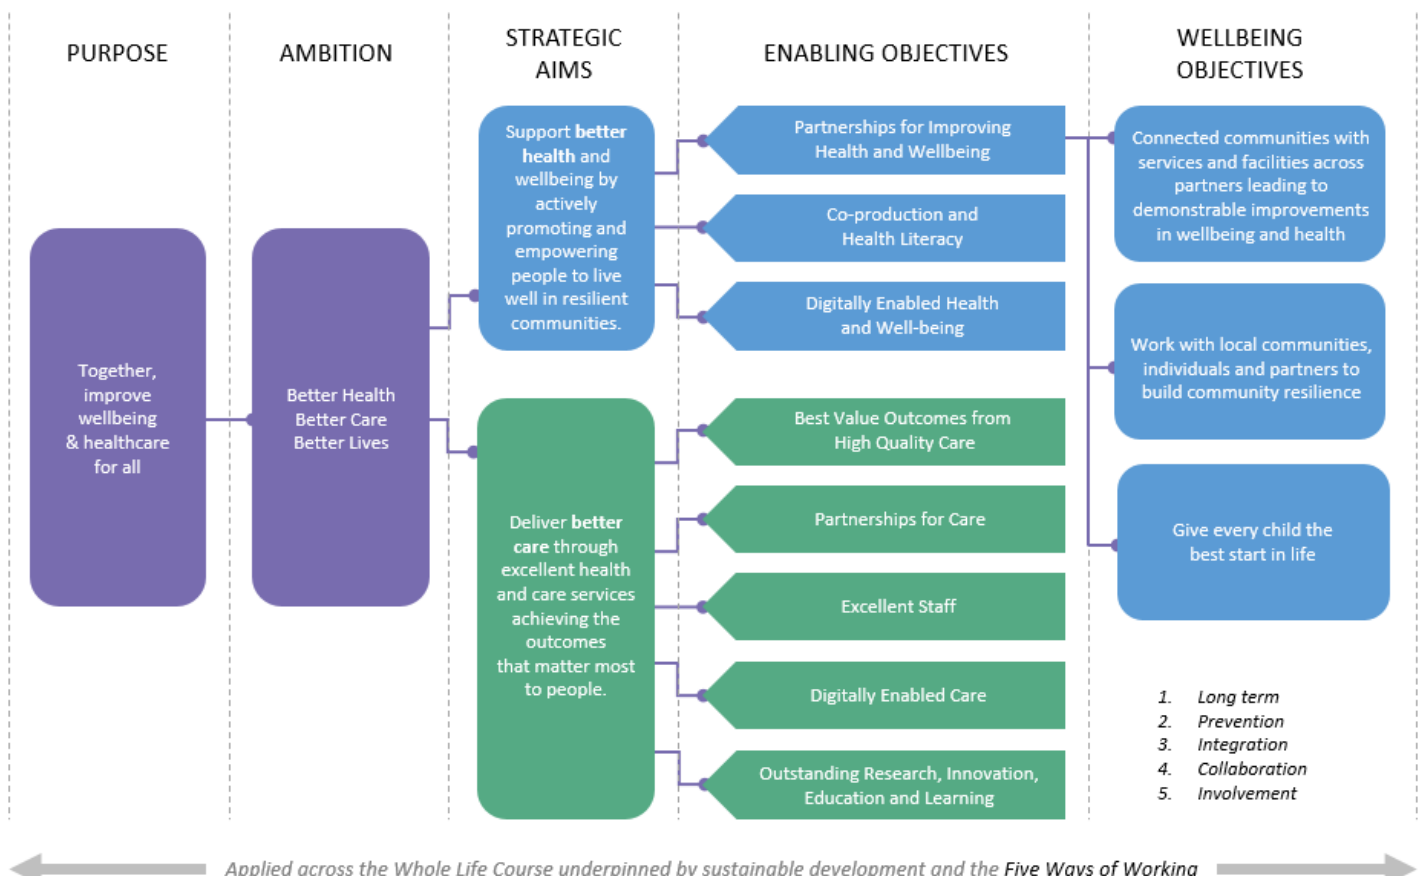 PURPOSE
AMBITION
STRATEGIC
AIMS
ENABLING OBJECTIVES
WELLBEING
OBJECTIVES
Together,
improve
wellbeing
& healthcare
for all
Better Health
Better Care
Better Lives
Support better
health and
wellbeing by
actively
promoting and
empowering
people to live
well in resilient
communities.
Deliver better
care through
excellent health
and care services
achieving the
outcomes
that matter most
to people.
Partnerships for Improving
Health and Wellbeing
Co-production and
Health Literacy
Digitally Enabled Health
and Well-being
Best Value Outcomes from
High Quality Care
Partnerships for Care
Excellent Staff
Digitally Enabled Care
Outstanding Research, Innovation,
Education and Learning
Connected communities with
services and facilities across
partners leading to
demonstrable improvements
in wellbeing and health
Work with local communities,
individuals and partners to
build community resilience
Give every child the
best start in life
1. Long term
2. Prevention
3. Integration
4. Collaboration
5. Involvement
Applied across the Whole Life Course underpinned by sustainable development and the Five Ways of Working